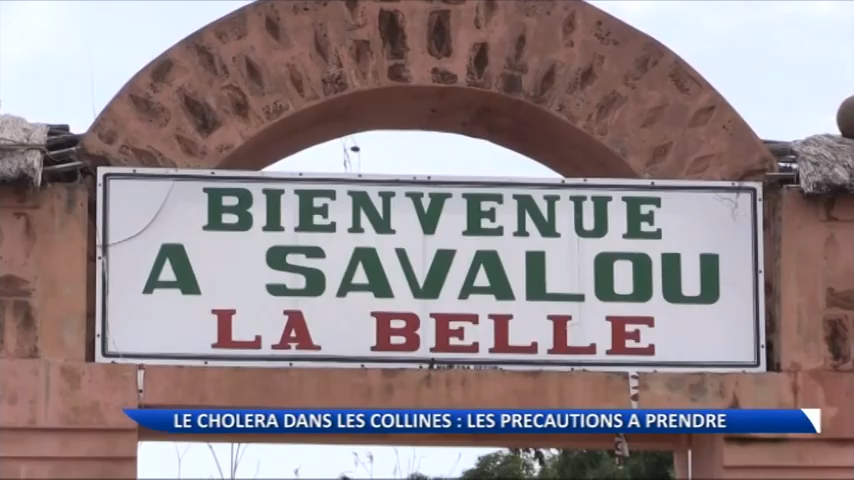 BIENVENUE
A SAVALOU
LA BELLE
LE CHOLERA DANS LES COLLINES : LES PRECAUTIONS A PRENDRE